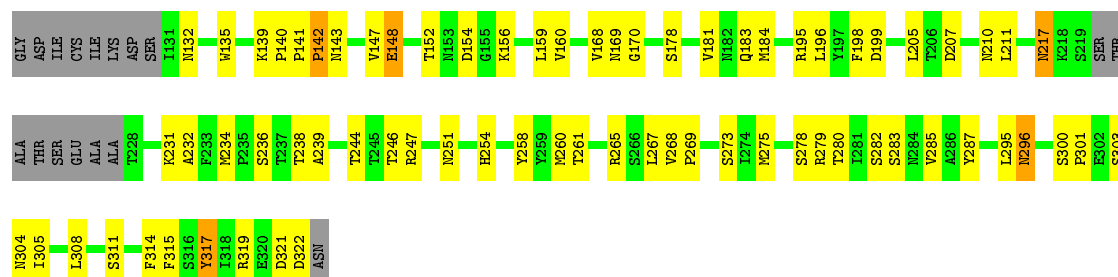 GLY ASP ILE CYS ILE LYS ASP SER I131 N132 W135 K139 P140 P141 P142 N143 V147 E148 T152 N153 D154 G155 K156 L159 V160 V168 N169 G170 S178 V181 N182 Q183 M184 R195 L196 Y197 F198 D199 L205 T206 D207 N210 L211 N217 K218 S219 SER THR
ALA THR SER GLU ALA ALA T228 K231 A232 F233 M234 P235 S236 T237 T238 A239 T244 T245 T246 R247 N251 H254 Y258 Y259 M260 T261 R265 S266 L267 V268 P269 S273 I274 M275 S278 R279 T280 I281 S282 S283 N284 V285 A286 Y287 L295 N296 S300 P301 E302 S303
N304 I305 L308 S311 F314 F315 S316 Y317 I318 R319 E320 D321 D322 ASN